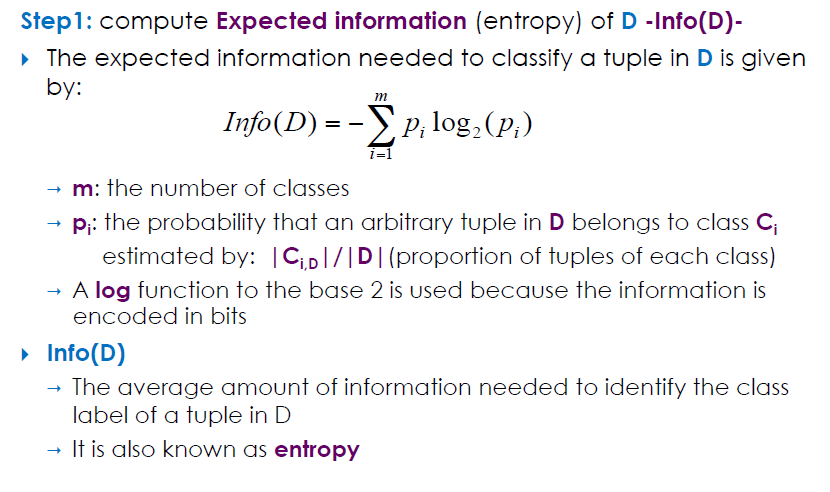 Step1: compute Expected information (entropy) of D -Info(D)-
‣ The expected information needed to classify a tuple in D is given
by:
Info(D) = −∑_{i=1}^{m} p_i log_2(p_i)
→ m: the number of classes
→ p_i: the probability that an arbitrary tuple in D belongs to class C_i
estimated by: |C_{i,D}|/|D| (proportion of tuples of each class)
→ A log function to the base 2 is used because the information is
encoded in bits
‣ Info(D)
→ The average amount of information needed to identify the class
label of a tuple in D
→ It is also known as entropy